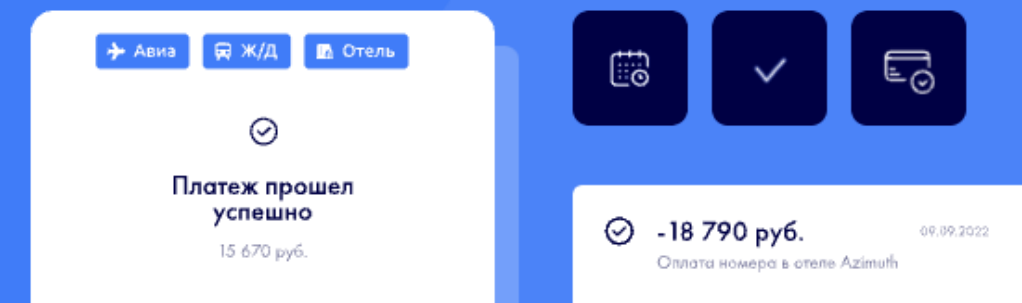 Авиа Ж/Д Отель
Платеж прошел
успешно
15 670 руб.
-18 790 руб. 09.09.2022
Оплата номера в отеле Azimuth